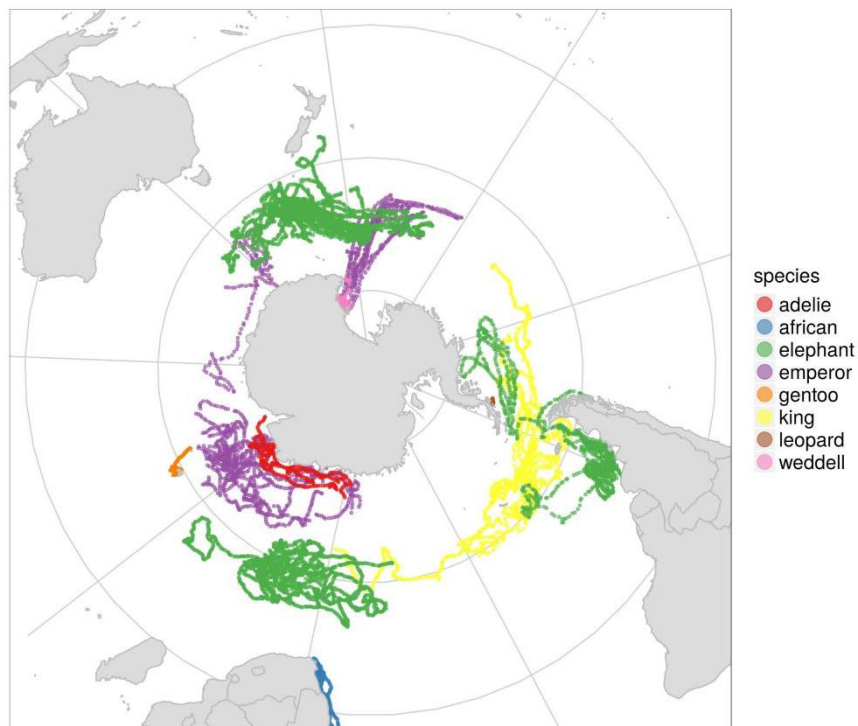 species
adelie
african
elephant
emperor
gentoo
king
leopard
weddell